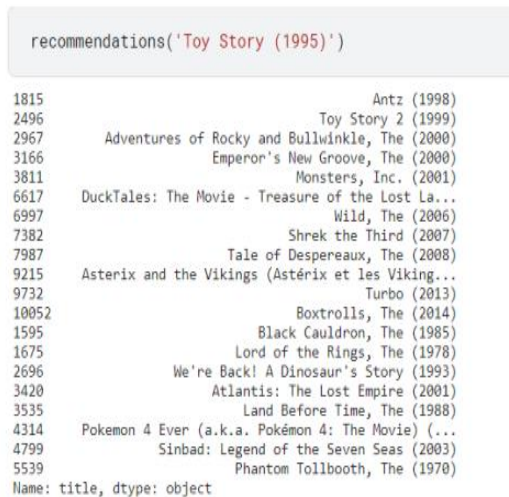 recommendations('Toy Story (1995)')
1815 Antz (1998)
2496 Toy Story 2 (1999)
2967 Adventures of Rocky and Bullwinkle, The (2000)
3166 Emperor's New Groove, The (2000)
3811 Monsters, Inc. (2001)
6617 DuckTales: The Movie - Treasure of the Lost La...
6997 Wild, The (2006)
7382 Shrek the Third (2007)
7987 Tale of Despereaux, The (2008)
9215 Asterix and the Vikings (Astérix et les Viking...
9732 Turbo (2013)
10052 Boxtrolls, The (2014)
1595 Black Cauldron, The (1985)
1675 Lord of the Rings, The (1978)
2696 We're Back! A Dinosaur's Story (1993)
3420 Atlantis: The Lost Empire (2001)
3535 Land Before Time, The (1988)
4314 Pokemon 4 Ever (a.k.a. Pokémon 4: The Movie) (...
4799 Sinbad: Legend of the Seven Seas (2003)
5539 Phantom Tollbooth, The (1970)
Name: title, dtype: object